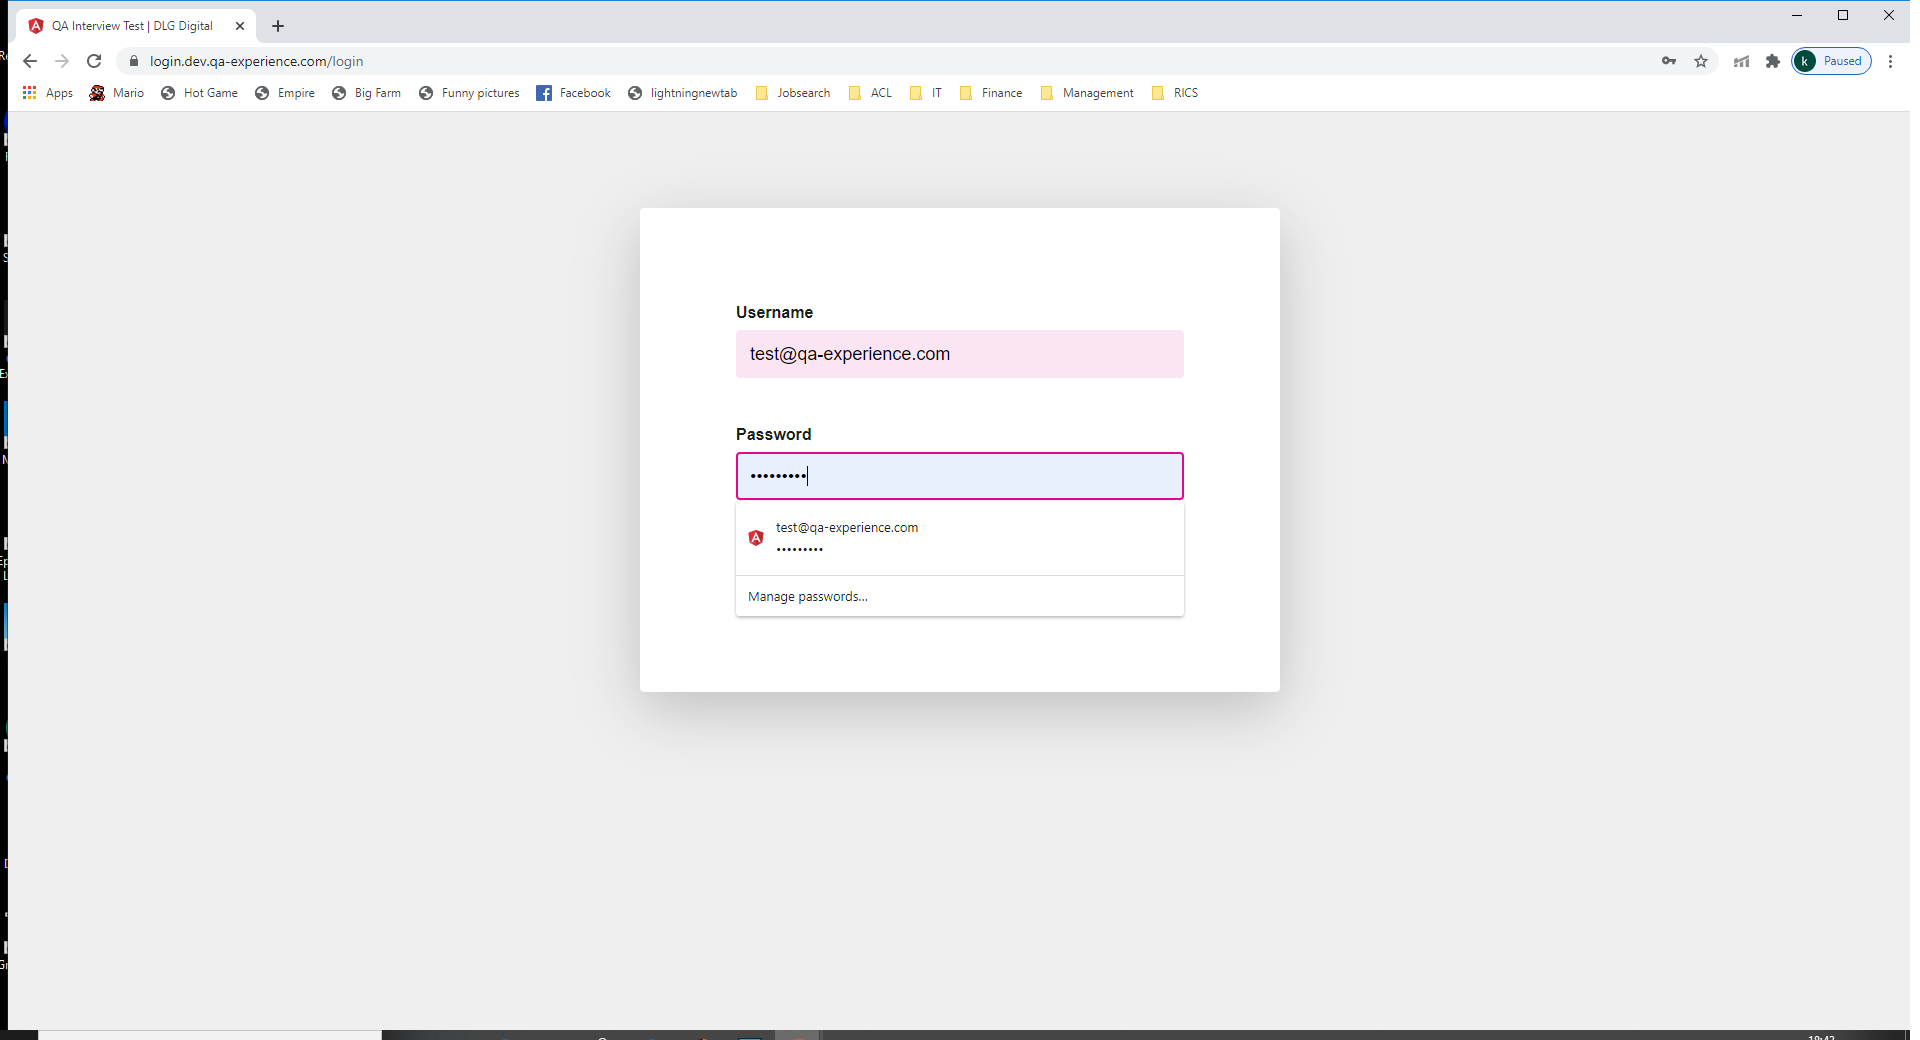 QA Interview Test | DLG Digital
login.dev.qa-experience.com/login
k Paused
Apps Mario Hot Game Empire Big Farm Funny pictures Facebook lightningnewtab Jobsearch ACL IT Finance Management RICS
Username
test@qa-experience.com
Password
•••••••••
test@qa-experience.com
•••••••••
Manage passwords...